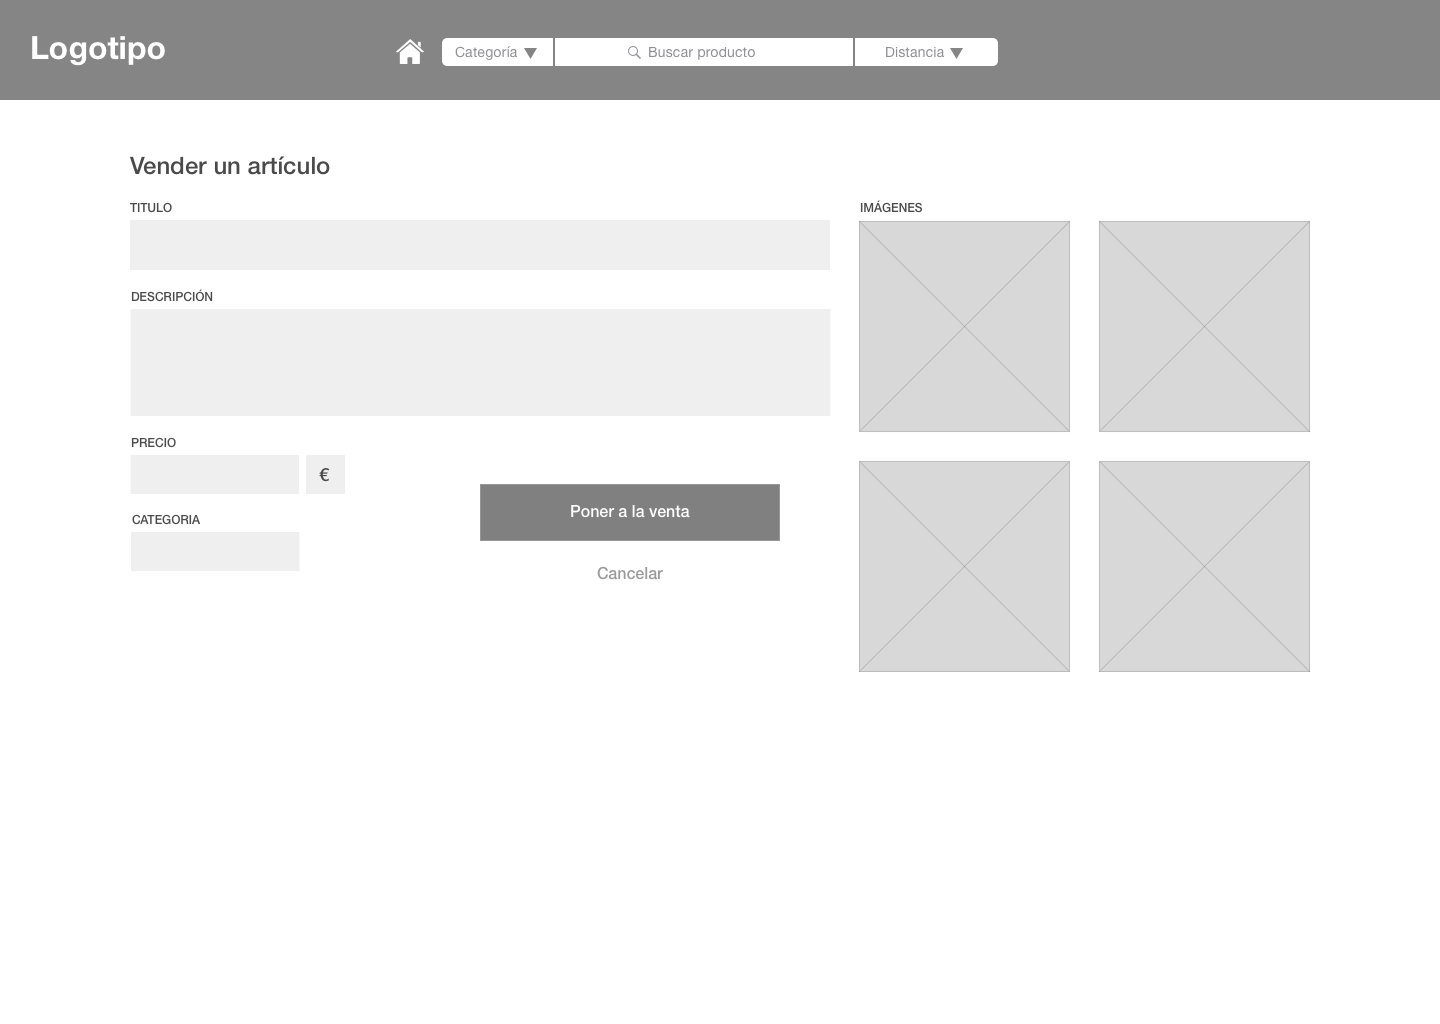 Logotipo
Categoría
Buscar producto
Distancia
Vender un artículo
TITULO
IMÁGENES
DESCRIPCIÓN
PRECIO
€
Poner a la venta
CATEGORIA
Cancelar